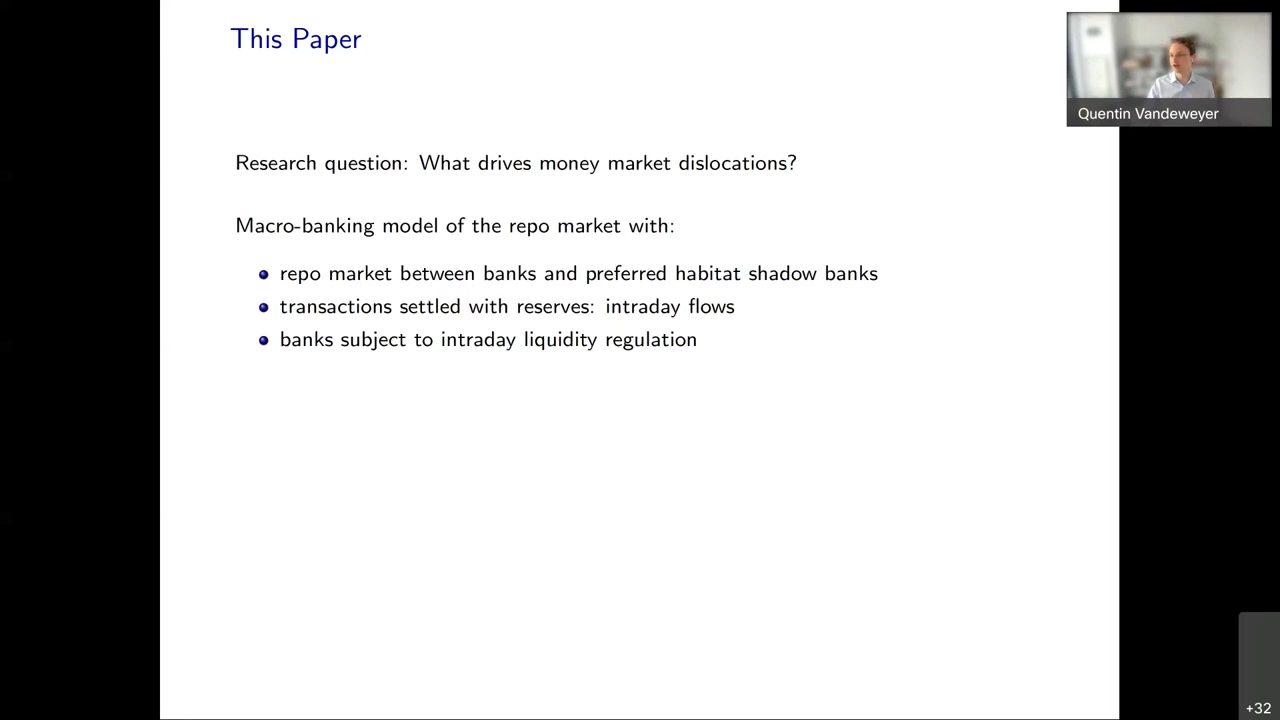 This Paper
Quentin Vandeweyer
Research question: What drives money market dislocations?
Macro-banking model of the repo market with:
repo market between banks and preferred habitat shadow banks
transactions settled with reserves: intraday flows
banks subject to intraday liquidity regulation
+32